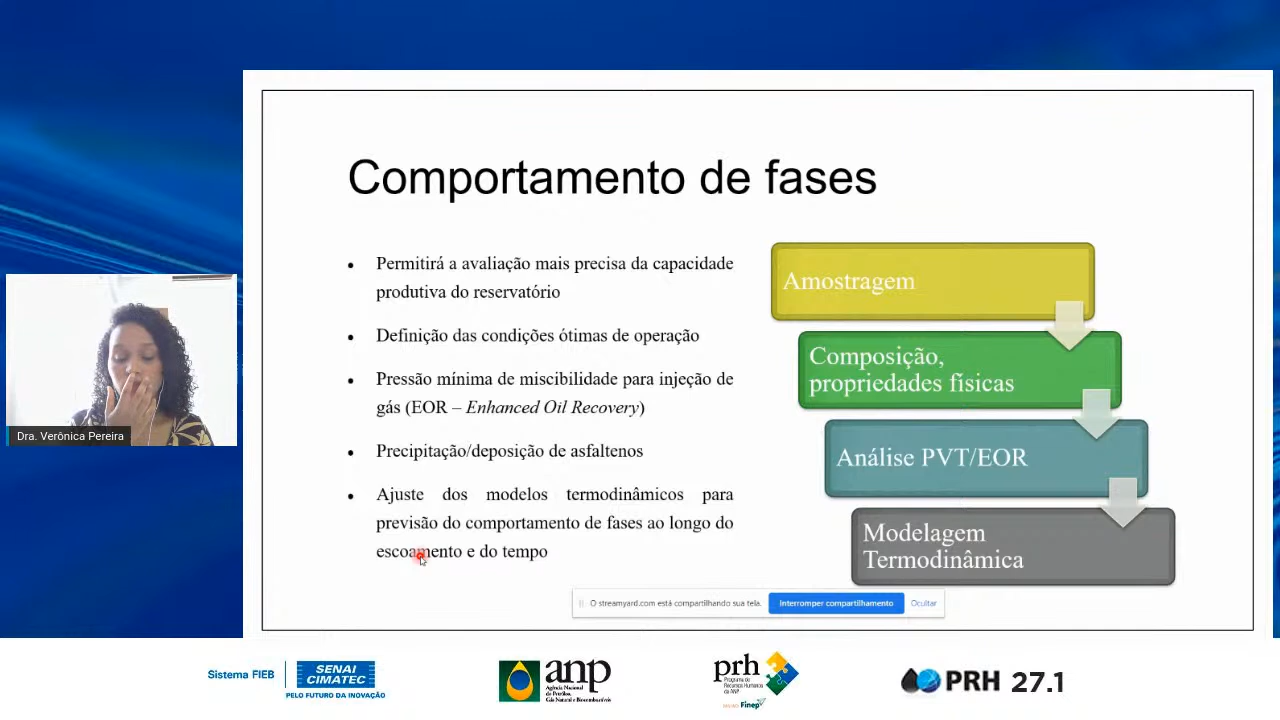 Comportamento de fases
• Permitirá a avaliação mais precisa da capacidade
produtiva do reservatório
• Definição das condições ótimas de operação
• Pressão mínima de miscibilidade para injeção de
gás (EOR – Enhanced Oil Recovery)
• Precipitação/deposição de asfaltenos
• Ajuste dos modelos termodinâmicos para
previsão do comportamento de fases ao longo do
escoamento e do tempo
Amostragem
Composição,
propriedades físicas
Análise PVT/EOR
Modelagem
Termodinâmica
Dra. Verônica Pereira
O streamyard.com está compartilhando sua tela.
Interromper compartilhamento
Ocultar
Sistema FIEB
SENAI
CIMATEC
PELO FUTURO DA INOVAÇÃO
anp
Agência Nacional
do Petróleo,
Gás Natural e Biocombustíveis
prh
Programa de
Recursos Humanos
da ANP
Finep
PRH 27.1